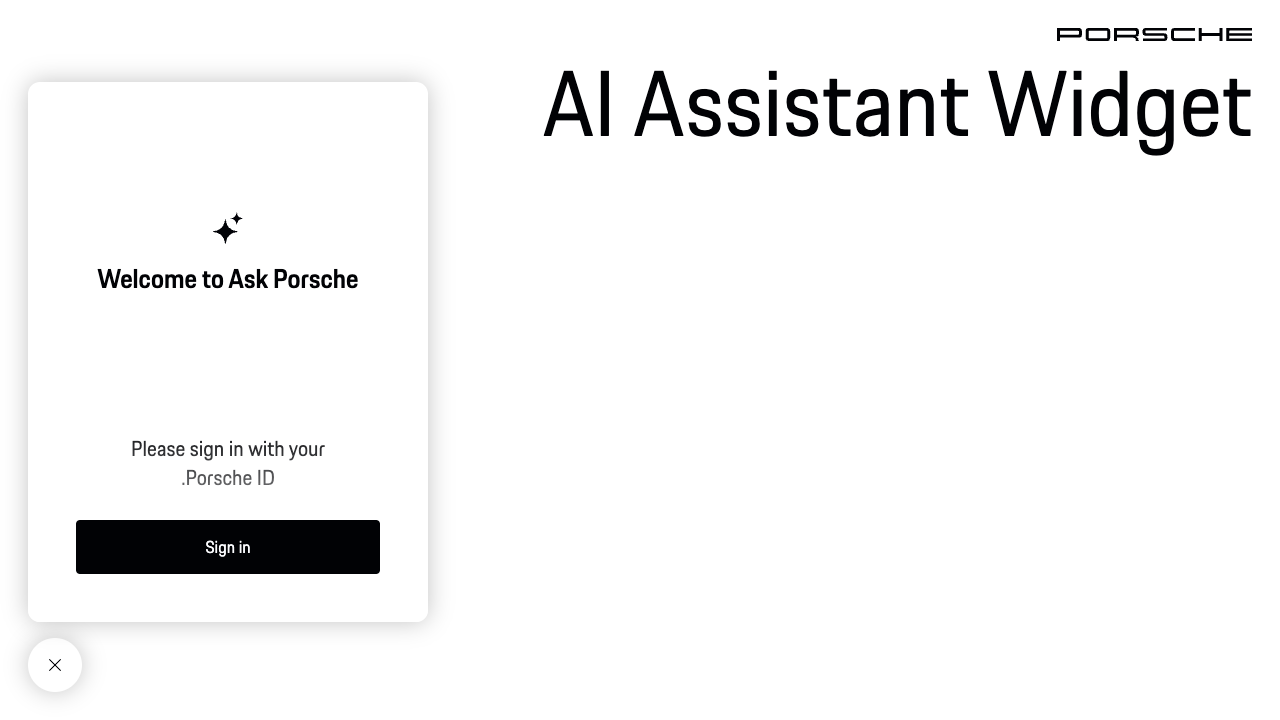 PORSCHE
AI Assistant Widget
Welcome to Ask Porsche
Please sign in with your
.Porsche ID
Sign in